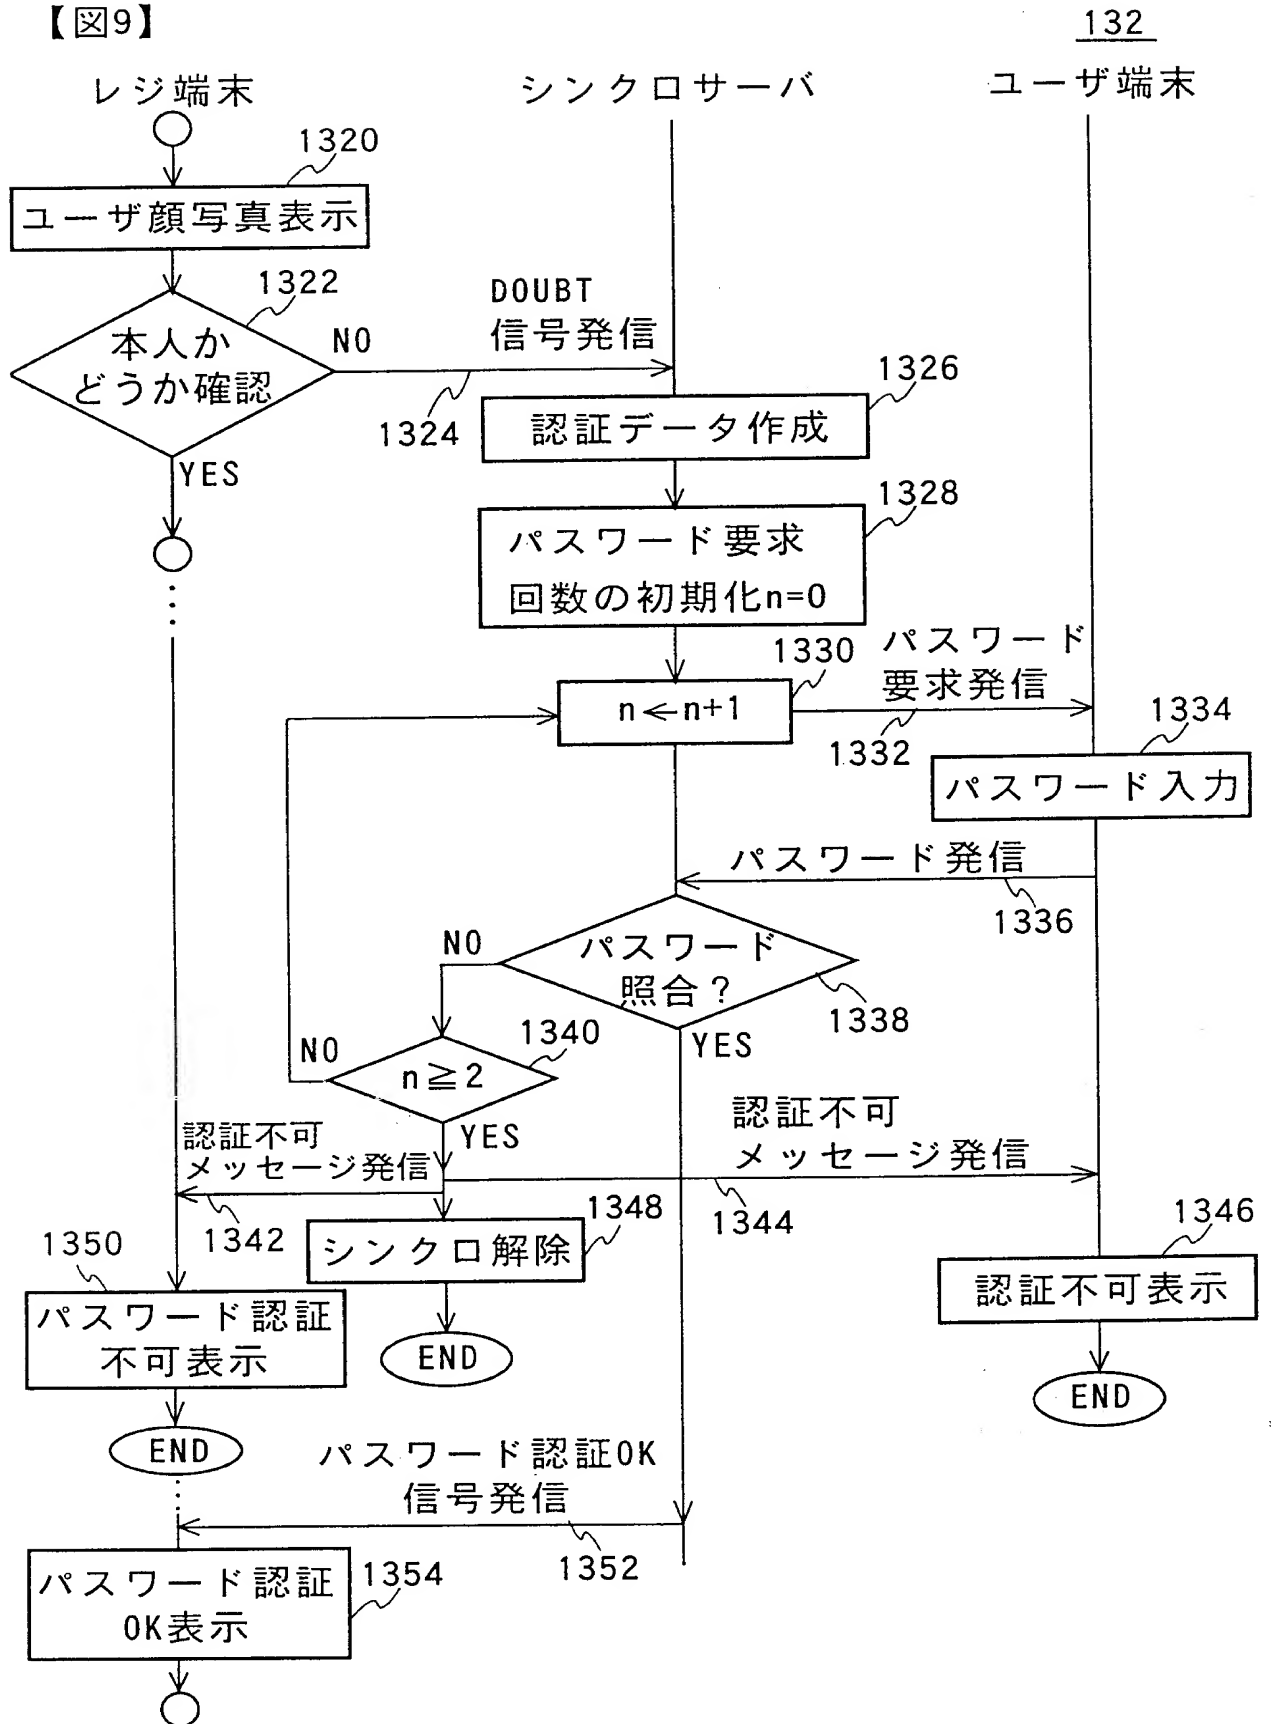 【図9】
132
レジ端末
シンクロサーバ
ユーザ端末
1320
ユーザ顔写真表示
1322
本人か
どうか確認
NO
YES
DOUBT
信号発信
1324
1326
認証データ作成
1328
パスワード要求
回数の初期化n=0
1330
n←n+1
パスワード
要求発信
1332
1334
パスワード入力
パスワード発信
1336
パスワード
照合?
1338
NO
YES
1340
n≧2
NO
YES
認証不可
メッセージ発信
1342
認証不可
メッセージ発信
1344
1346
認証不可表示
END
1348
シンクロ解除
END
1350
パスワード認証
不可表示
END
パスワード認証OK
信号発信
1352
1354
パスワード認証
OK表示